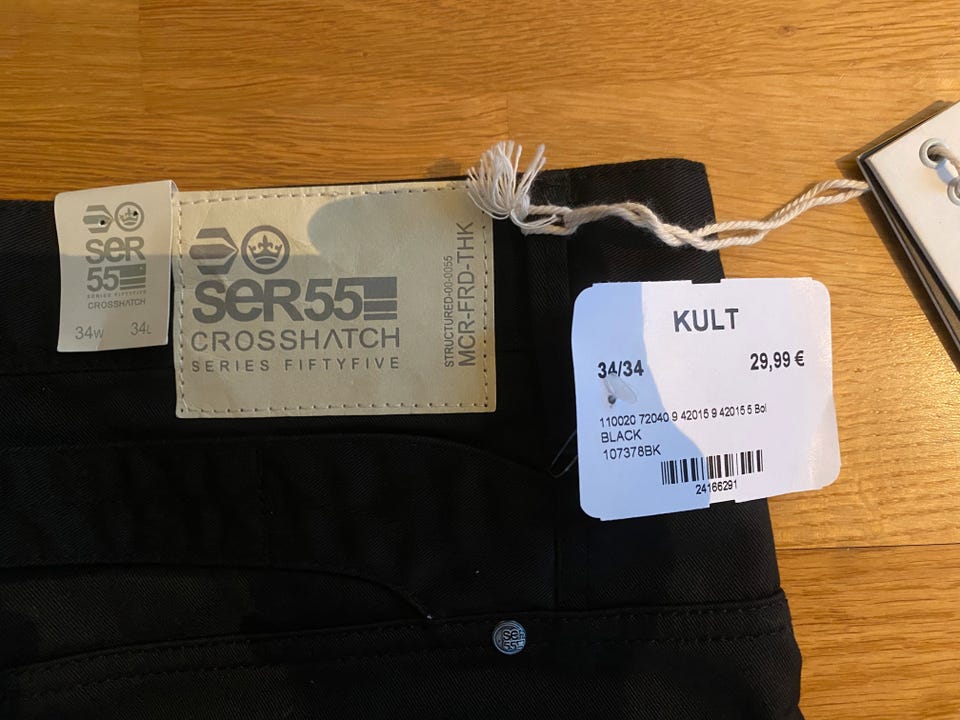 SER
55
SERIES FIFTYFIVE
CROSSHATCH
34W 34L
SER55
CROSSHATCH
SERIES FIFTYFIVE
STRUCTURED-00-0055
MCR-FRD-THK
KULT
34/34 29,99 €
110020 72040 9 42015 9 42015 5 Bol
BLACK
107378BK
24166291
SER
55